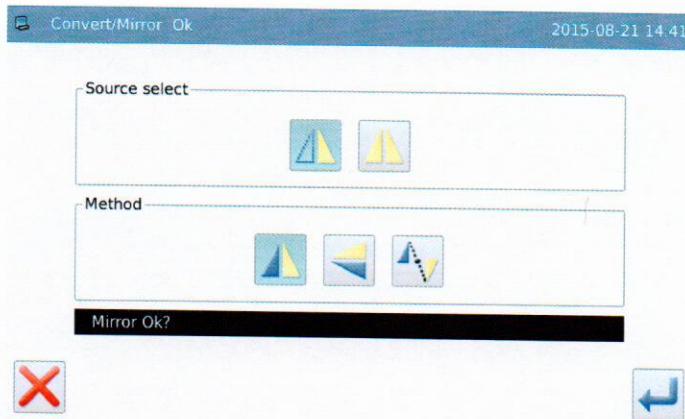 Convert/Mirror Ok 2015-08-21 14:41
Source select
Method
Mirror Ok?